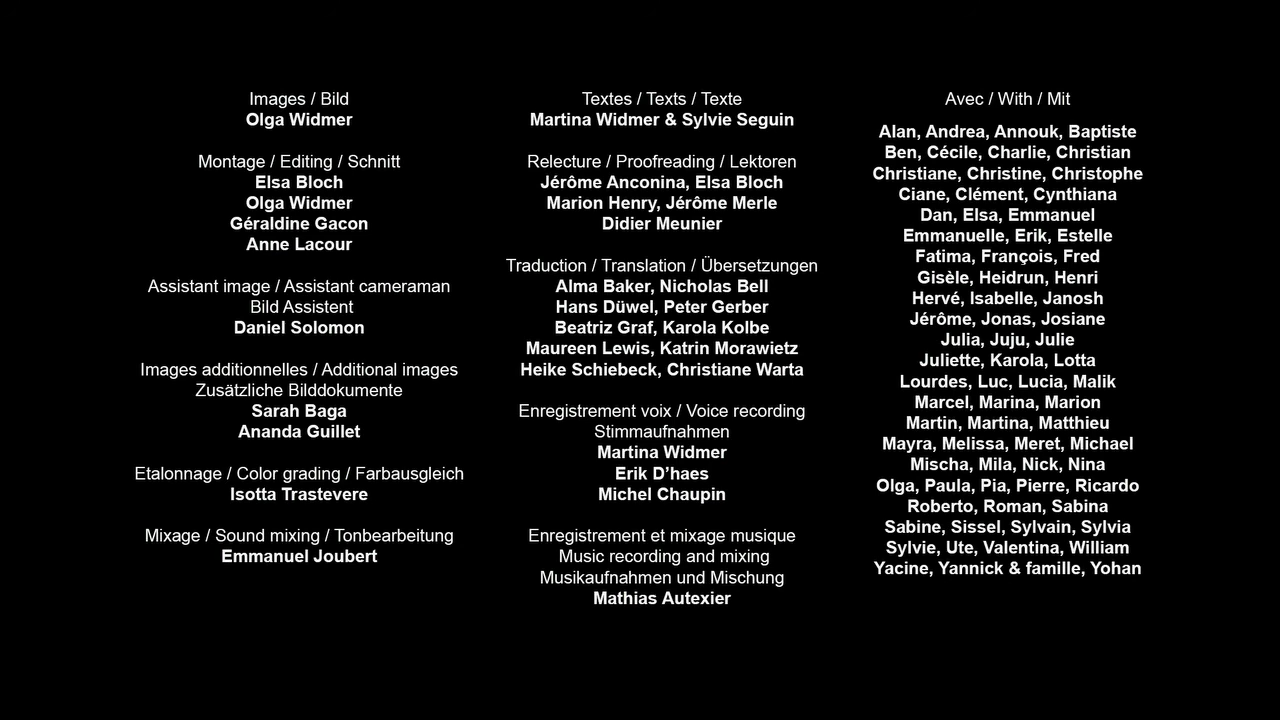 Images / Bild
Olga Widmer
Montage / Editing / Schnitt
Elsa Bloch
Olga Widmer
Géraldine Gacon
Anne Lacour
Assistant image / Assistant cameraman
Bild Assistent
Daniel Solomon
Images additionnelles / Additional images
Zusätzliche Bilddokumente
Sarah Baga
Ananda Guillet
Etalonnage / Color grading / Farbausgleich
Isotta Trastevere
Mixage / Sound mixing / Tonbearbeitung
Emmanuel Joubert
Textes / Texts / Texte
Martina Widmer & Sylvie Seguin
Relecture / Proofreading / Lektoren
Jérôme Anconina, Elsa Bloch
Marion Henry, Jérôme Merle
Didier Meunier
Traduction / Translation / Übersetzungen
Alma Baker, Nicholas Bell
Hans Düwel, Peter Gerber
Beatriz Graf, Karola Kolbe
Maureen Lewis, Katrin Morawietz
Heike Schiebeck, Christiane Warta
Enregistrement voix / Voice recording
Stimmaufnahmen
Martina Widmer
Erik D’haes
Michel Chaupin
Enregistrement et mixage musique
Music recording and mixing
Musikaufnahmen und Mischung
Mathias Autexier
Avec / With / Mit
Alan, Andrea, Annouk, Baptiste
Ben, Cécile, Charlie, Christian
Christiane, Christine, Christophe
Ciane, Clément, Cynthiana
Dan, Elsa, Emmanuel
Emmanuelle, Erik, Estelle
Fatima, François, Fred
Gisèle, Heidrun, Henri
Hervé, Isabelle, Janosh
Jérôme, Jonas, Josiane
Julia, Juju, Julie
Juliette, Karola, Lotta
Lourdes, Luc, Lucia, Malik
Marcel, Marina, Marion
Martin, Martina, Matthieu
Mayra, Melissa, Meret, Michael
Mischa, Mila, Nick, Nina
Olga, Paula, Pia, Pierre, Ricardo
Roberto, Roman, Sabina
Sabine, Sissel, Sylvain, Sylvia
Sylvie, Ute, Valentina, William
Yacine, Yannick & famille, Yohan